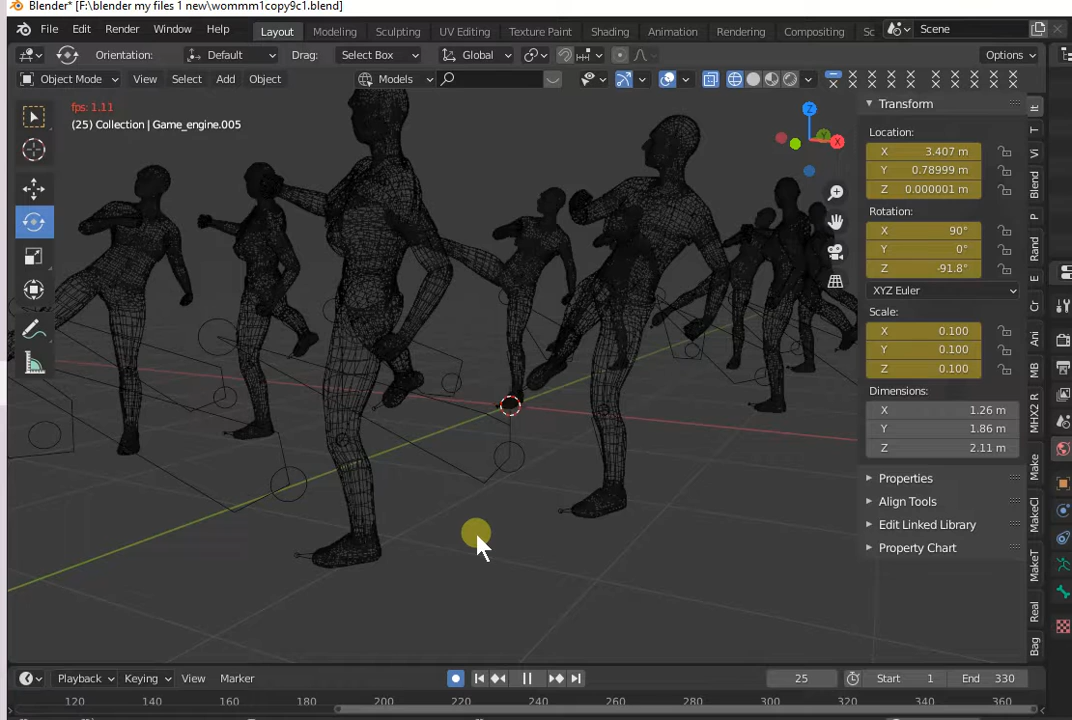 Blender* [F:\blender my files 1 new\wommm1copy9c1.blend]
File Edit Render Window Help Layout Modeling Sculpting UV Editing Texture Paint Shading Animation Rendering Compositing Sc Scene
Orientation: Default Drag: Select Box Global Options
Object Mode View Select Add Object Models
fps: 1.11
(25) Collection | Game_engine.005
Z
Y
X
Transform
Location:
X 3.407 m
Y 0.78999 m
Z 0.000001 m
Rotation:
X 90°
Y 0°
Z -91.8°
XYZ Euler
Scale:
X 0.100
Y 0.100
Z 0.100
Dimensions:
X 1.26 m
Y 1.86 m
Z 2.11 m
Properties
Align Tools
Edit Linked Library
Property Chart
It
T
Vi
Blend
P
Rand
E
Cr
Ani
MB
MHX2 R
Make
MakeCl
MakeT
Real
Bag
Playback Keying View Marker 25 Start 1 End 330
120 140 160 180 200 220 240 260 280 300 320 340 360